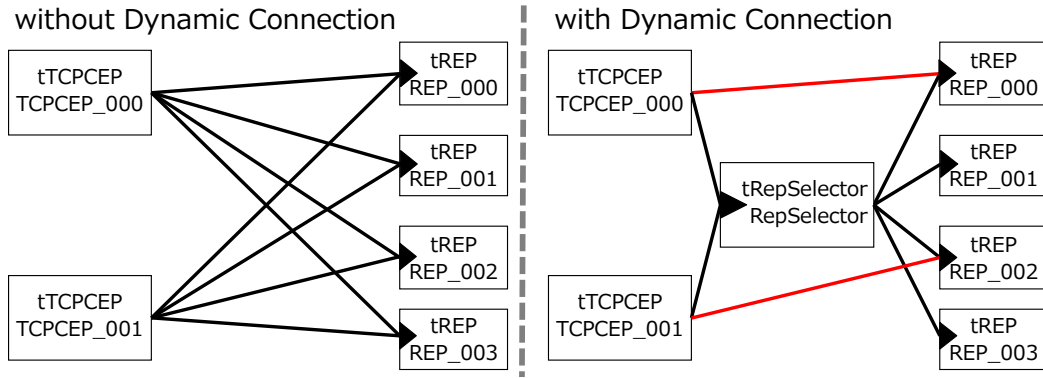 without Dynamic Connection
tTCPCEP
TCPCEP_000
tREP
REP_000
tREP
REP_001
tREP
REP_002
tTCPCEP
TCPCEP_001
tREP
REP_003
with Dynamic Connection
tTCPCEP
TCPCEP_000
tREP
REP_000
tREP
REP_001
tRepSelector
RepSelector
tREP
REP_002
tTCPCEP
TCPCEP_001
tREP
REP_003